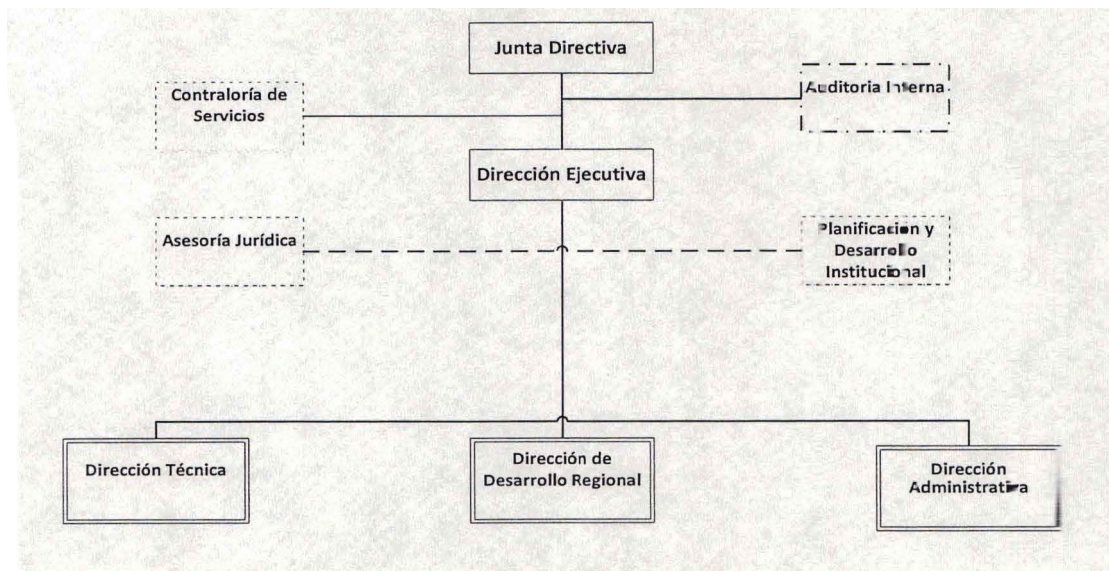 Junta Directiva
Contraloría de
Servicios
Auditoria Interna
Dirección Ejecutiva
Asesoría Jurídica
Planificación y
Desarrollo
Institucional
Dirección Técnica
Dirección de
Desarrollo Regional
Dirección
Administrativa